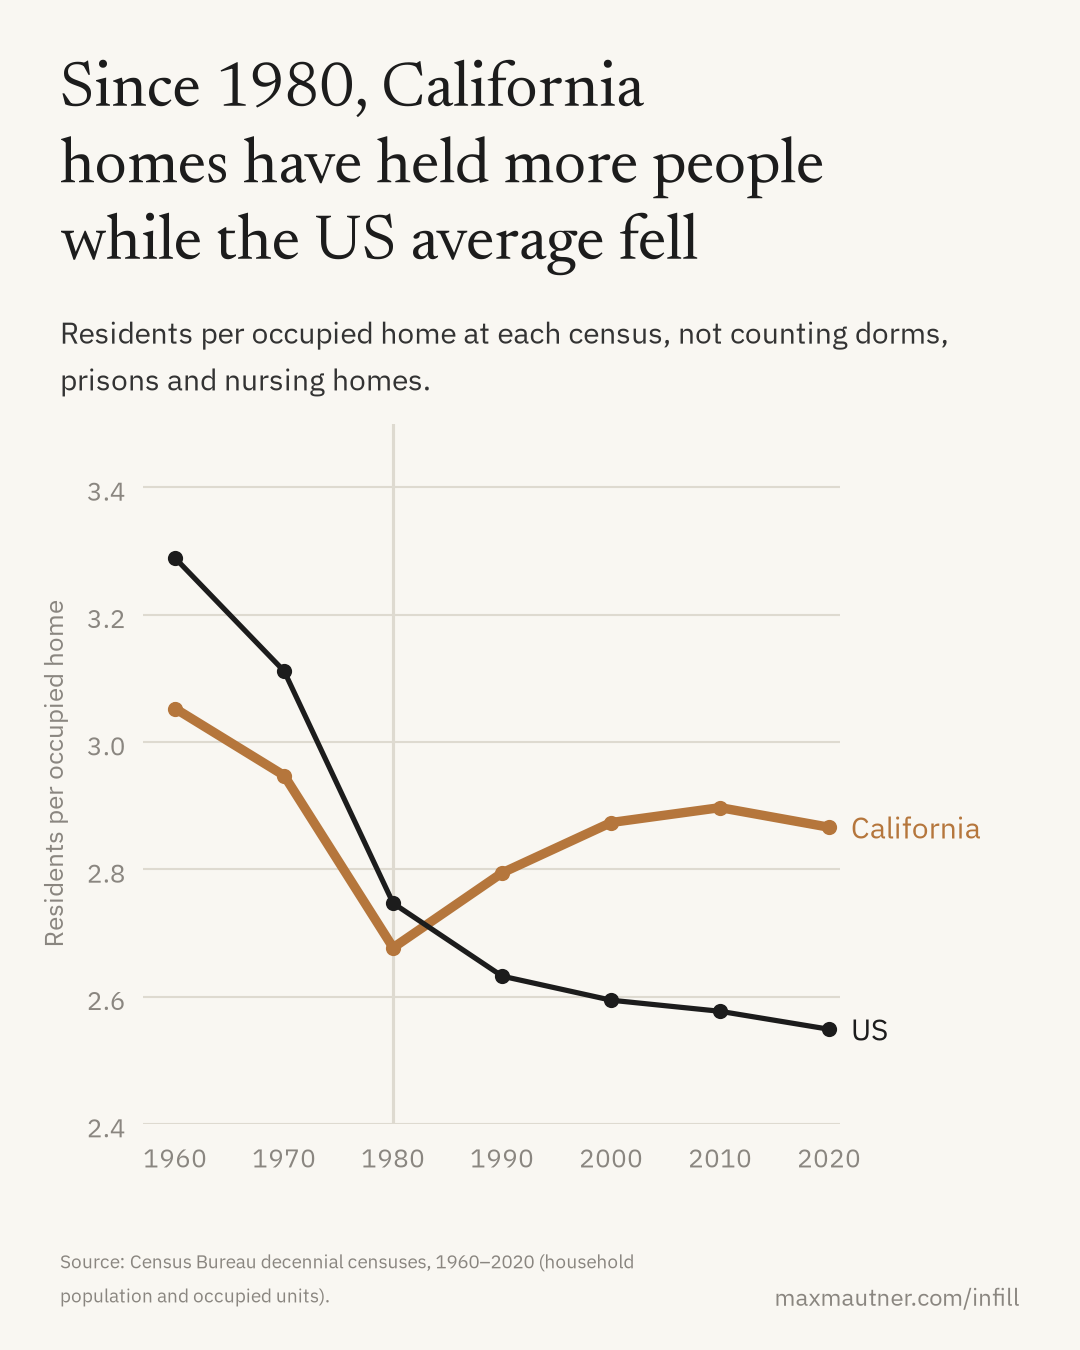 Since 1980, California
homes have held more people
while the US average fell
Residents per occupied home at each census, not counting dorms,
prisons and nursing homes.
Residents per occupied home
3.4
3.2
3.0
2.8
2.6
2.4
California
US
1960 1970 1980 1990 2000 2010 2020
Source: Census Bureau decennial censuses, 1960–2020 (household
population and occupied units).
maxmautner.com/infill